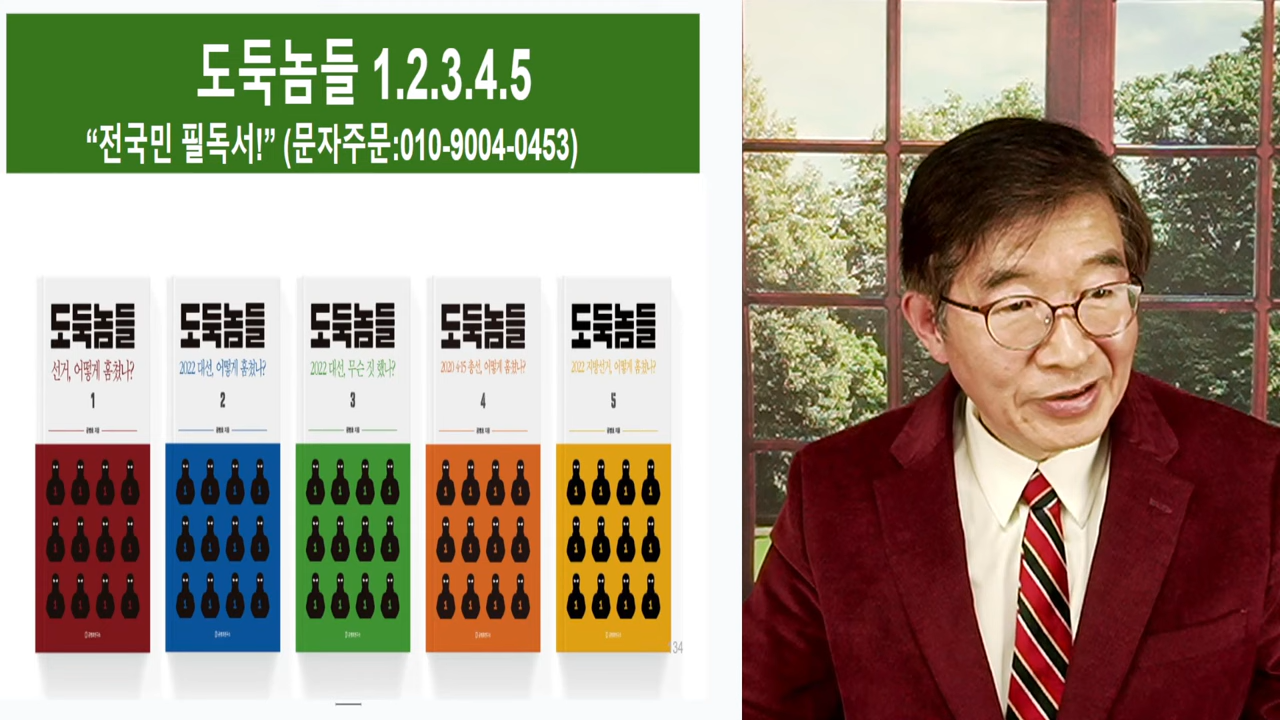 도둑놈들 1.2.3.4.5
“전국민 필독서!” (문자주문:010-9004-0453)
도둑놈들
선거, 어떻게 훔쳤나?
1
도둑놈들
2022 대선, 어떻게 훔쳤나?
2
도둑놈들
2022 대선, 무슨 짓 했나?
3
도둑놈들
2020 4·15 총선, 어떻게 훔쳤나?
4
도둑놈들
2022 지방선거, 어떻게 훔쳤나?
5
34